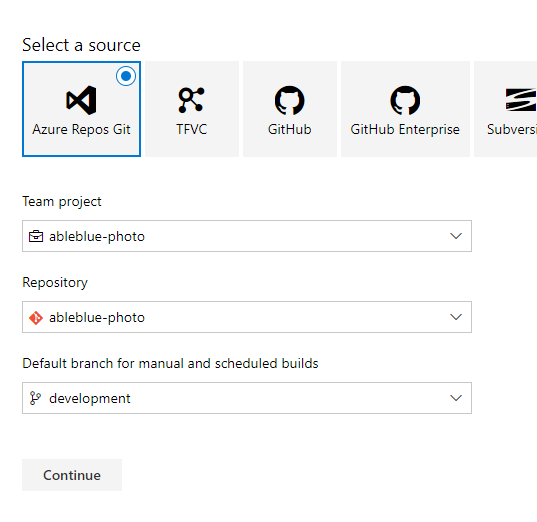 Select a source
Azure Repos Git
TFVC
GitHub
GitHub Enterprise
Subversi
Team project
ableblue-photo
Repository
ableblue-photo
Default branch for manual and scheduled builds
development
Continue